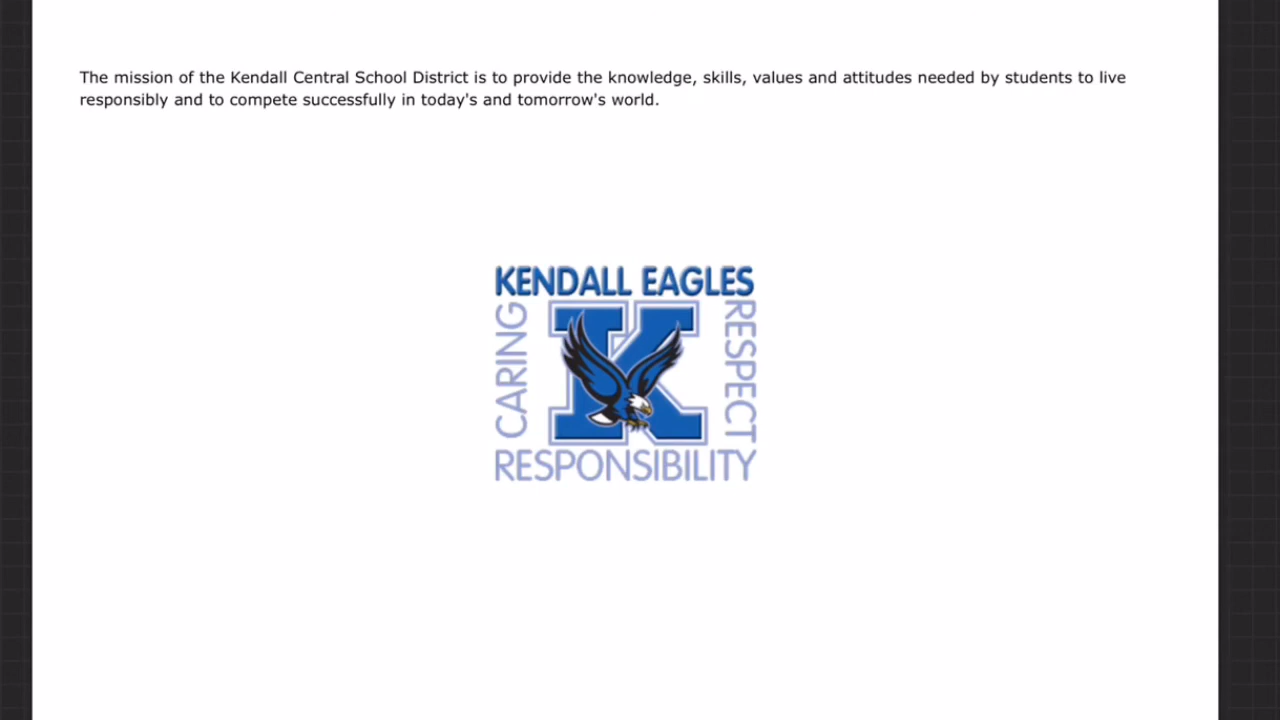 The mission of the Kendall Central School District is to provide the knowledge, skills, values and attitudes needed by students to live
responsibly and to compete successfully in today's and tomorrow's world.
KENDALL EAGLES
CARING
K
RESPECT
RESPONSIBILITY